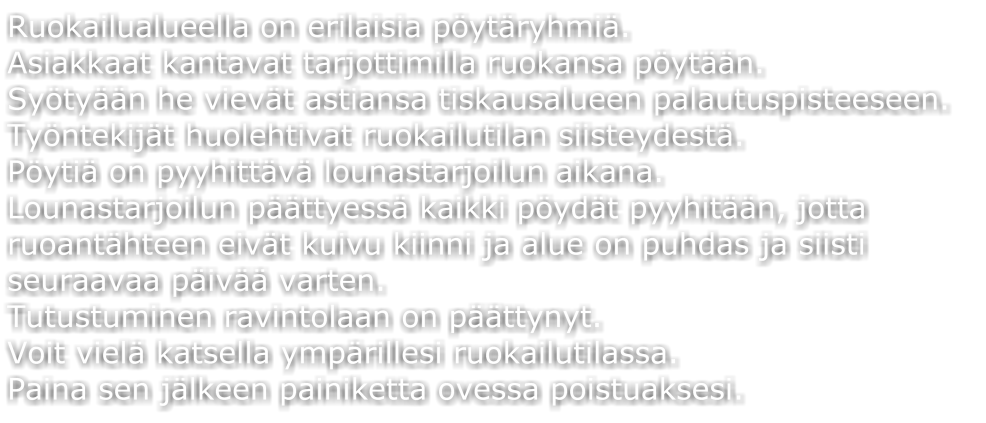 Ruokailualueella on erilaisia pöytäryhmiä.
Asiakkaat kantavat tarjottimilla ruokansa pöytään.
Syötyään he vievät astiansa tiskausalueen palautuspisteeseen.
Työntekijät huolehtivat ruokailutilan siisteydestä.
Pöytiä on pyyhittävä lounastarjoilun aikana.
Lounastarjoilun päättyessä kaikki pöydät pyyhitään, jotta
ruoantähteen eivät kuivu kiinni ja alue on puhdas ja siisti
seuraavaa päivää varten.
Tutustuminen ravintolaan on päättynyt.
Voit vielä katsella ympärillesi ruokailutilassa.
Paina sen jälkeen painiketta ovessa poistuaksesi.